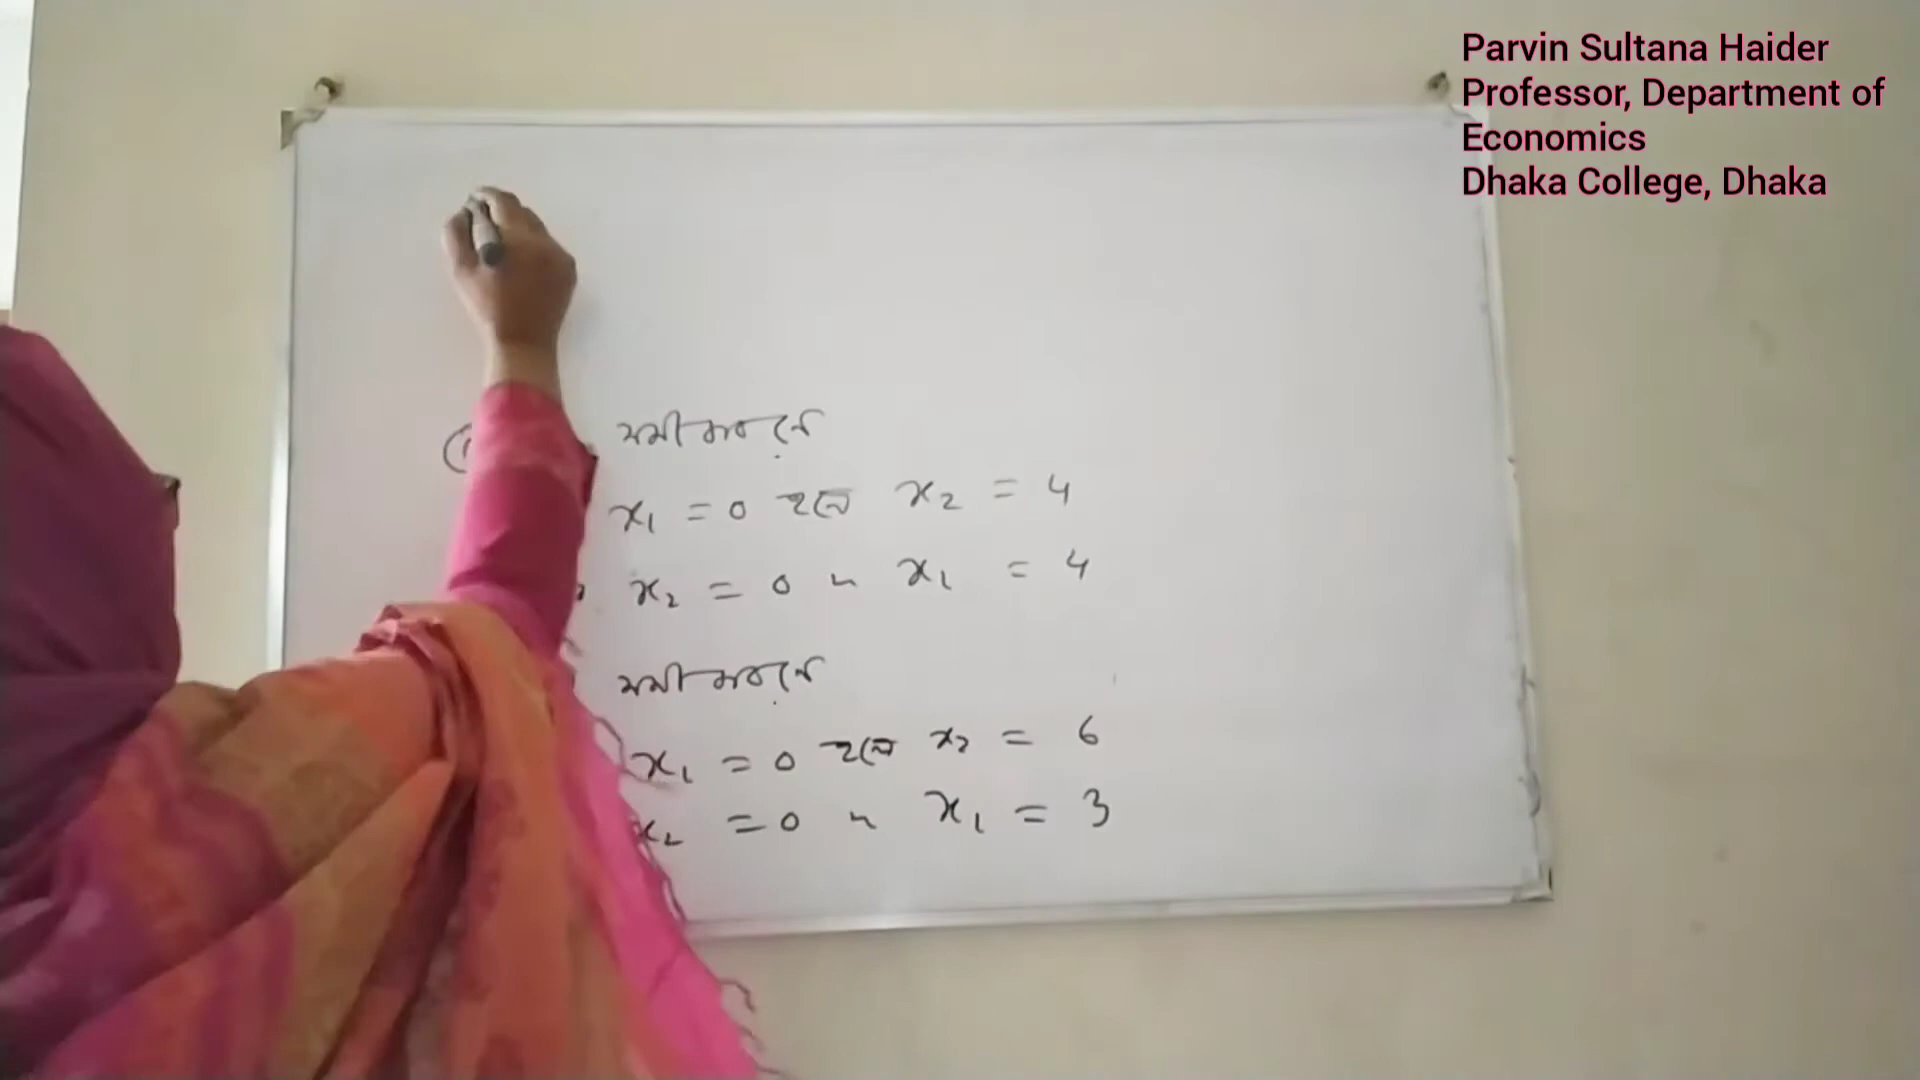 Parvin Sultana Haider
Professor, Department of
Economics
Dhaka College, Dhaka
সমীকরণে
x₁ = 0 হলে x₂ = 4
x₂ = 0 " x₁ = 4
সমীকরণে
x₁ = 0 হলে x₂ = 6
x₂ = 0 " x₁ = 3